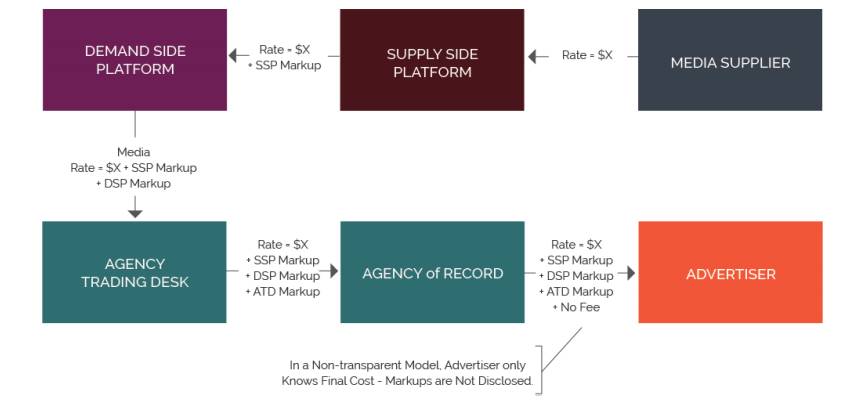 DEMAND SIDE
PLATFORM
Rate = $X
+ SSP Markup
SUPPLY SIDE
PLATFORM
Rate = $X
MEDIA SUPPLIER
Media
Rate = $X + SSP Markup
+ DSP Markup
AGENCY
TRADING DESK
Rate = $X
+ SSP Markup
+ DSP Markup
+ ATD Markup
AGENCY of RECORD
Rate = $X
+ SSP Markup
+ DSP Markup
+ ATD Markup
+ No Fee
ADVERTISER
In a Non-transparent Model, Advertiser only
Knows Final Cost - Markups are Not Disclosed.